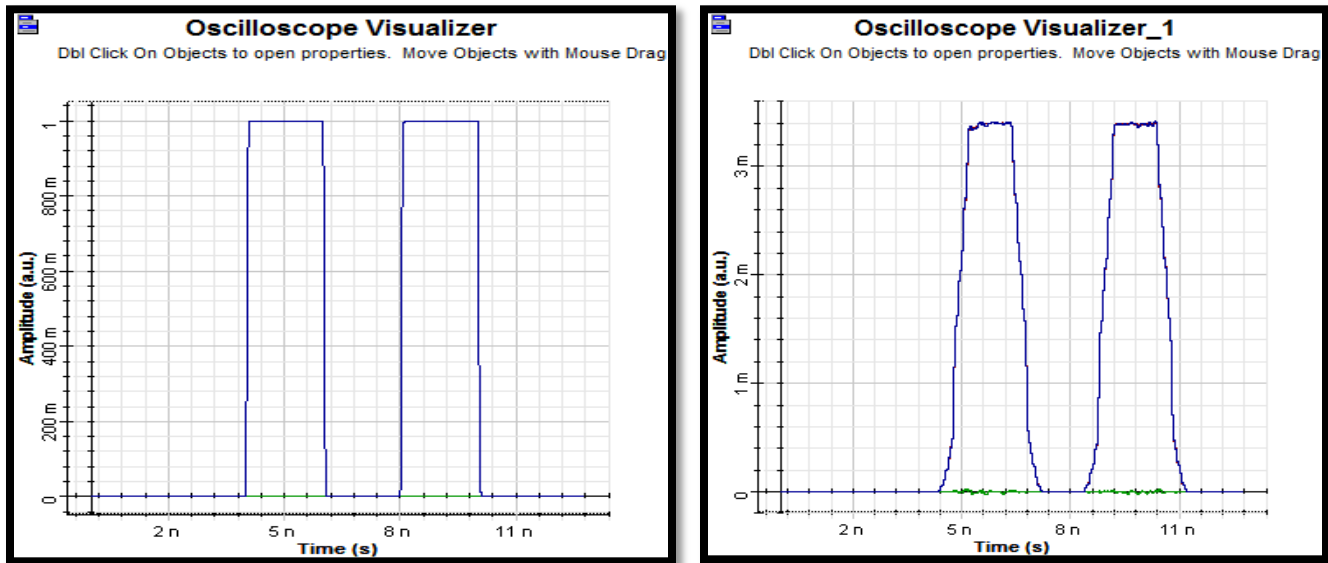 Oscilloscope Visualizer
Dbl Click On Objects to open properties. Move Objects with Mouse Drag
Amplitude (a.u.)
1
800 m
600 m
400 m
200 m
0
2 n 5 n 8 n 11 n
Time (s)
Oscilloscope Visualizer_1
Dbl Click On Objects to open properties. Move Objects with Mouse Drag
Amplitude (a.u.)
3 m
2 m
1 m
0
2 n 5 n 8 n 11 n
Time (s)